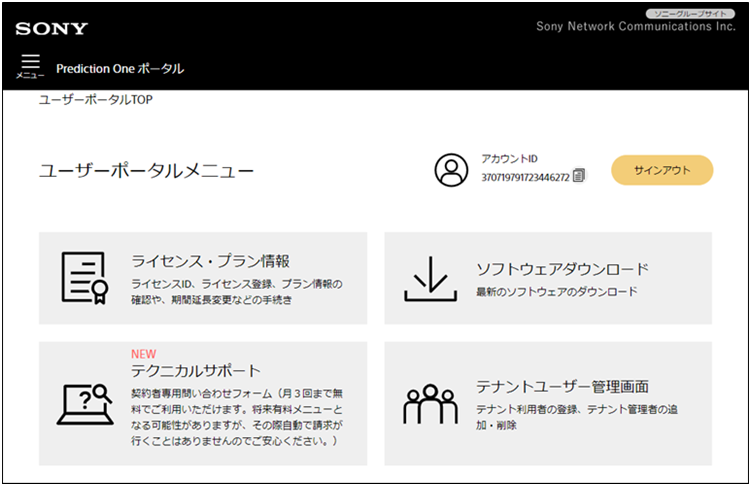 ソニーグループサイト
SONY
Sony Network Communications Inc.
メニュー
Prediction One ポータル
ユーザーポータルTOP
ユーザーポータルメニュー
アカウントID
370719791723446272
サインアウト
ライセンス・プラン情報
ライセンスID、ライセンス登録、プラン情報の
確認や、期間延長変更などの手続き
ソフトウェアダウンロード
最新のソフトウェアのダウンロード
NEW
テクニカルサポート
契約者専用問い合わせフォーム（月３回まで無
料でご利用いただけます。将来有料メニューと
なる可能性がありますが、その際自動で請求が
行くことはありませんのでご安心ください。）
?
テナントユーザー管理画面
テナント利用者の登録、テナント管理者の追
加・削除